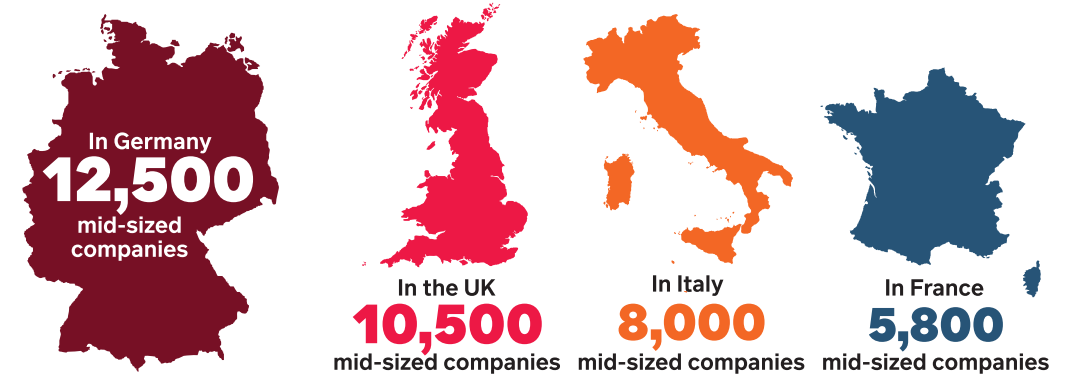 In Germany
12,500
mid-sized
companies
In the UK
10,500
mid-sized companies
In Italy
8,000
mid-sized companies
In France
5,800
mid-sized companies